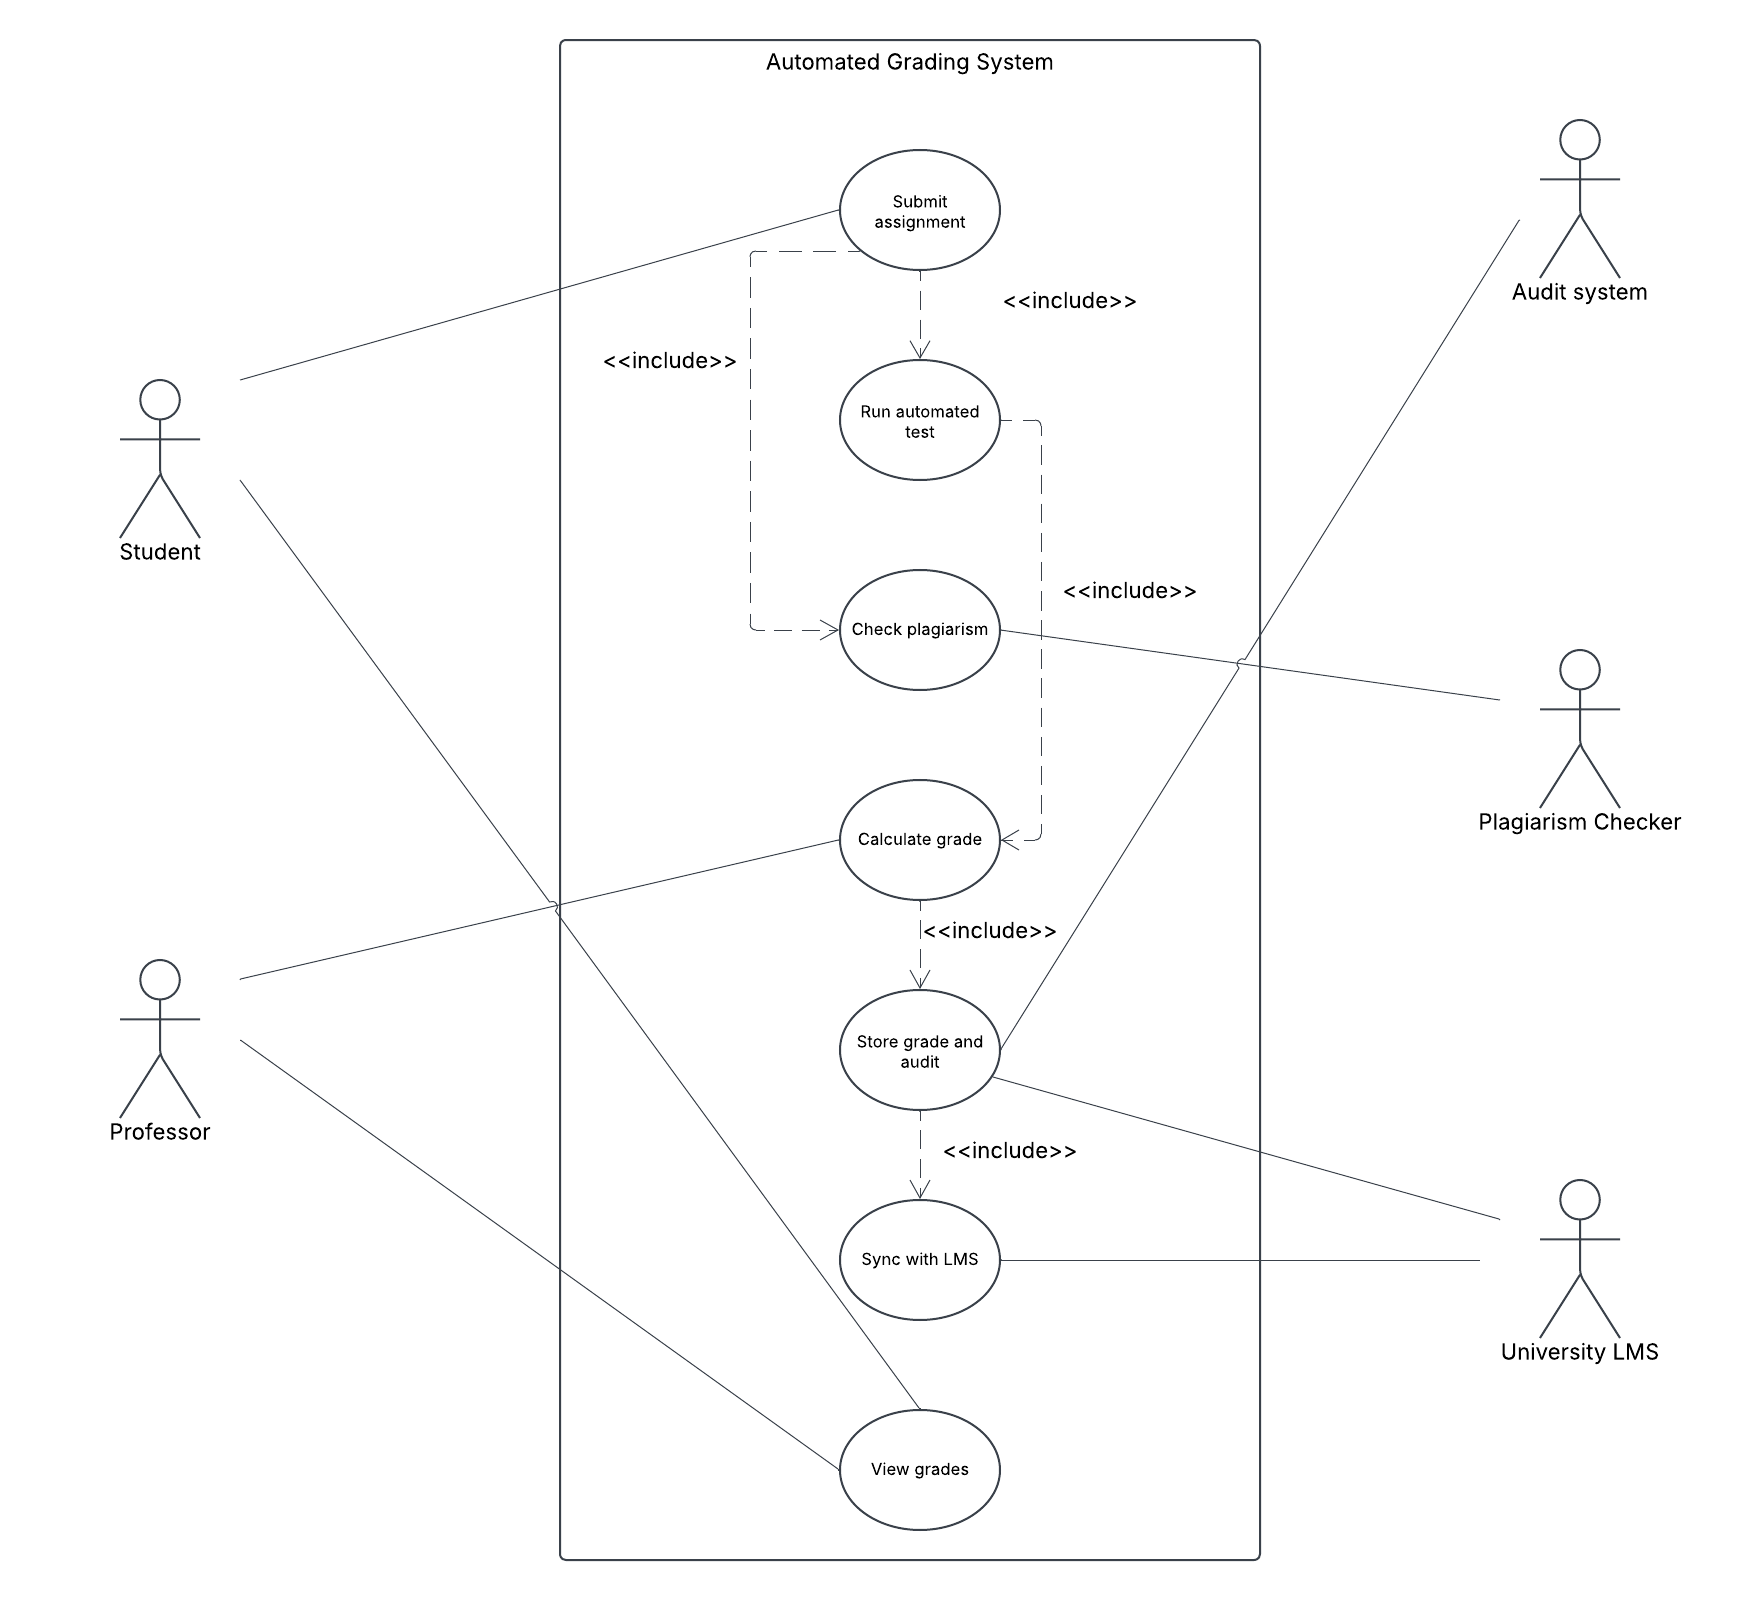 Automated Grading System
Submit
assignment
<<include>>
<<include>>
Run automated
test
<<include>>
Check plagiarism
Calculate grade
<<include>>
Store grade and
audit
<<include>>
Sync with LMS
View grades
Student
Professor
Audit system
Plagiarism Checker
University LMS